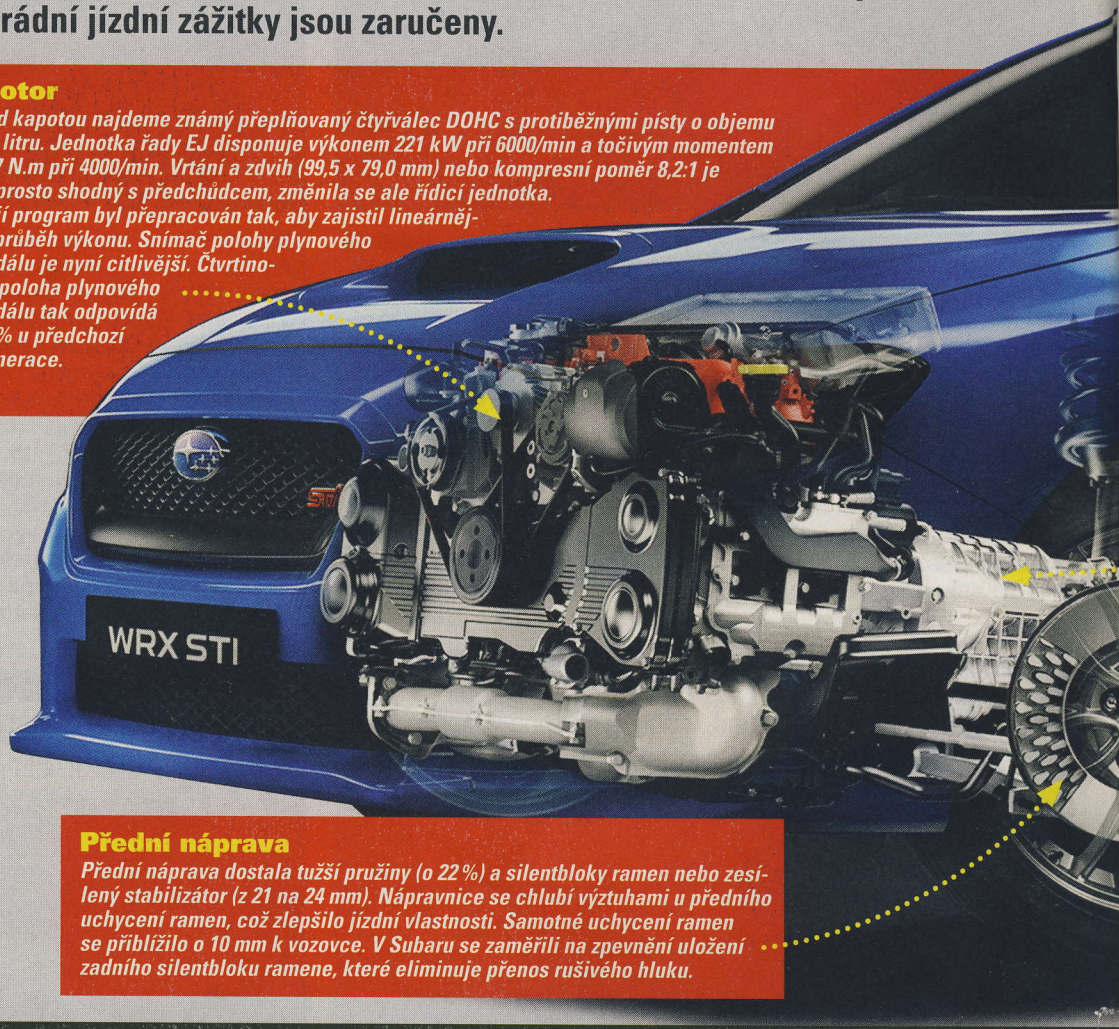 rádní jízdní zážitky jsou zaručeny.
otor
d kapotou najdeme známý přeplňovaný čtyřválec DOHC s protiběžnými písty o objemu
litru. Jednotka řady EJ disponuje výkonem 221 kW při 6000/min a točivým momentem
7 N.m při 4000/min. Vrtání a zdvih (99,5 x 79,0 mm) nebo kompresní poměr 8,2:1 je
prosto shodný s předchůdcem, změnila se ale řídicí jednotka.
jí program byl přepracován tak, aby zajistil lineárněj-
průběh výkonu. Snímač polohy plynového
dálu je nyní citlivější. Čtvrtino-
poloha plynového
dálu tak odpovídá
% u předchozí
nerace.
STI
WRX STI
Přední náprava
Přední náprava dostala tužší pružiny (o 22 %) a silentbloky ramen nebo zesí-
lený stabilizátor (z 21 na 24 mm). Nápravnice se chlubí výztuhami u předního
uchycení ramen, což zlepšilo jízdní vlastnosti. Samotné uchycení ramen
se přiblížilo o 10 mm k vozovce. V Subaru se zaměřili na zpevnění uložení
zadního silentbloku ramene, které eliminuje přenos rušivého hluku.